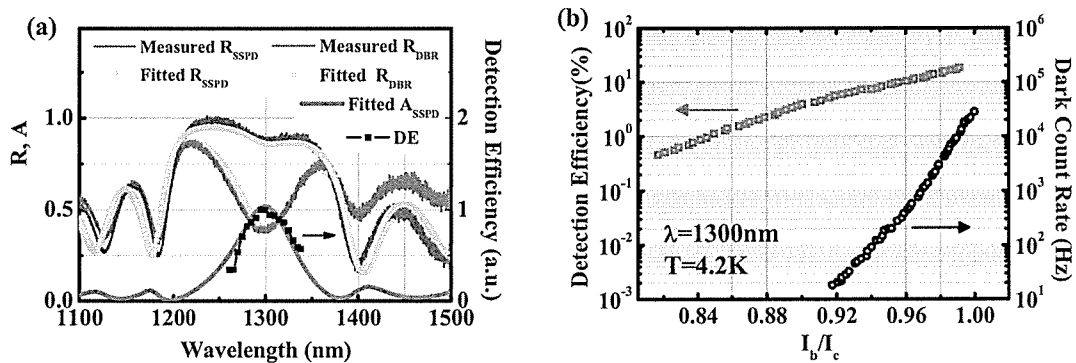 (a)
Measured R_SSPD
Measured R_DBR
Fitted R_SSPD
Fitted R_DBR
Fitted A_SSPD
DE
R, A
1.0
0.5
0.0
2
1
0
Detection Efficiency (a.u.)
1100
1200
1300
1400
1500
Wavelength (nm)
(b)
Detection Efficiency(%)
10^2
10^1
10^0
10^-1
10^-2
10^-3
λ=1300nm
T=4.2K
10^6
10^5
10^4
10^3
10^2
10^1
Dark Count Rate (Hz)
0.84
0.88
0.92
0.96
1.00
I_b/I_c